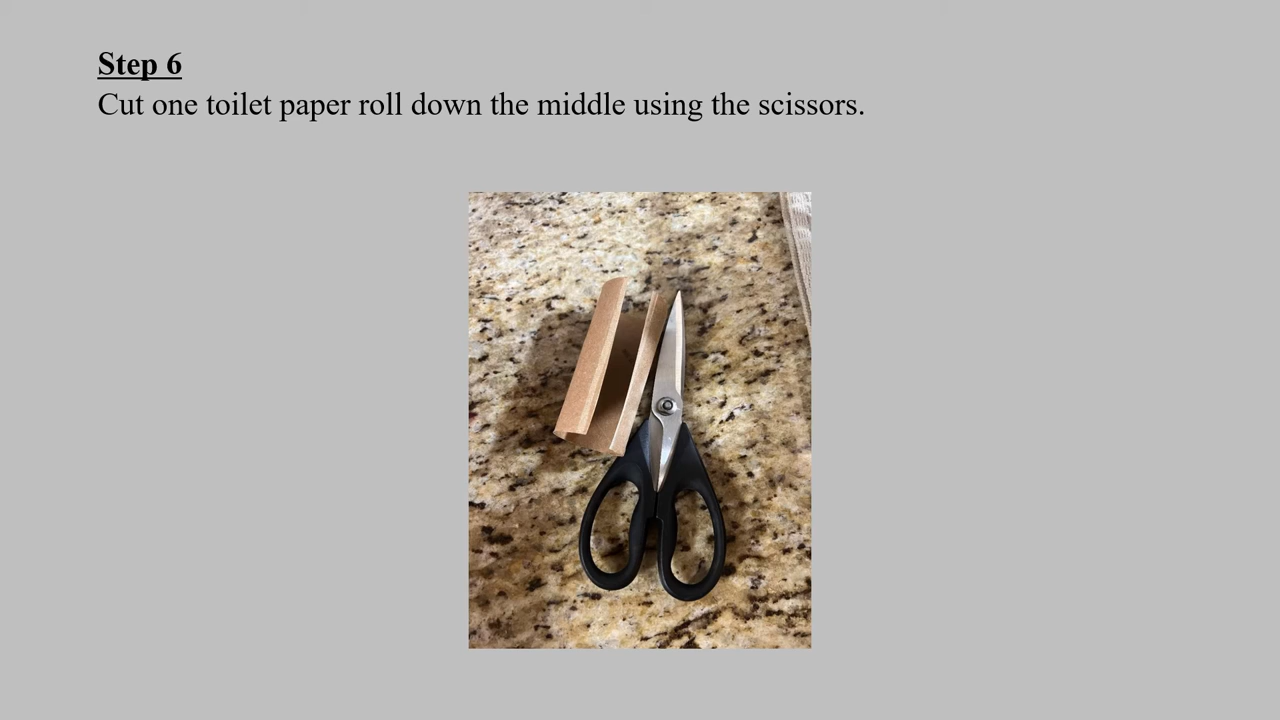 Step 6
Cut one toilet paper roll down the middle using the scissors.